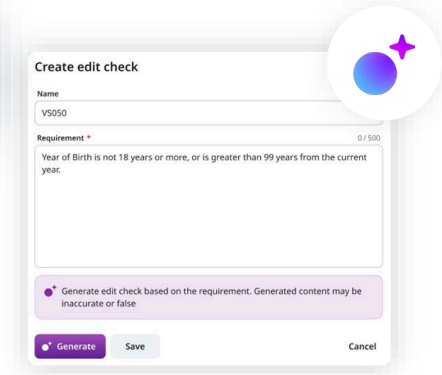 Create edit check
Name
VS050
Requirement *
0 / 500
Year of Birth is not 18 years or more, or is greater than 99 years from the current
year.
Generate edit check based on the requirement. Generated content may be
inaccurate or false
Generate
Save
Cancel